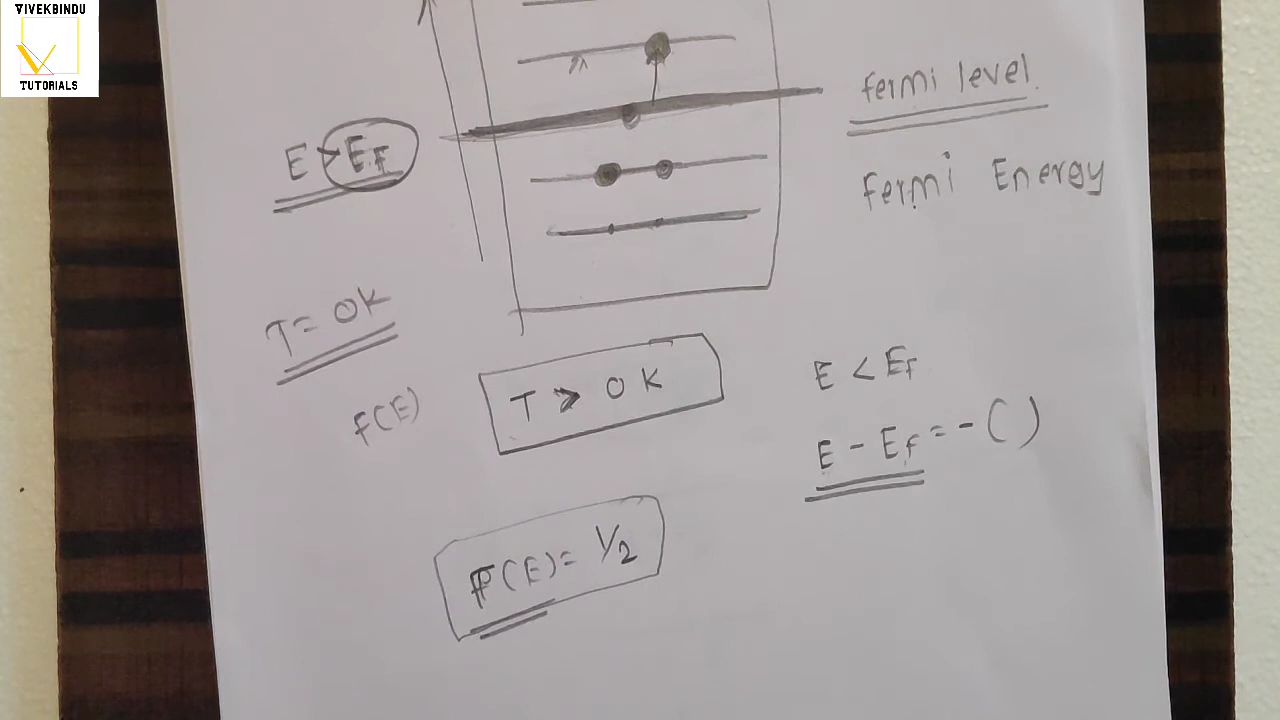 VIVEKBINDU
TUTORIALS
fermi level
fermi Energy
E > EF
T = 0K
F(E)
T > 0 K
E < EF
E - EF = - ( )
F(E) = 1/2